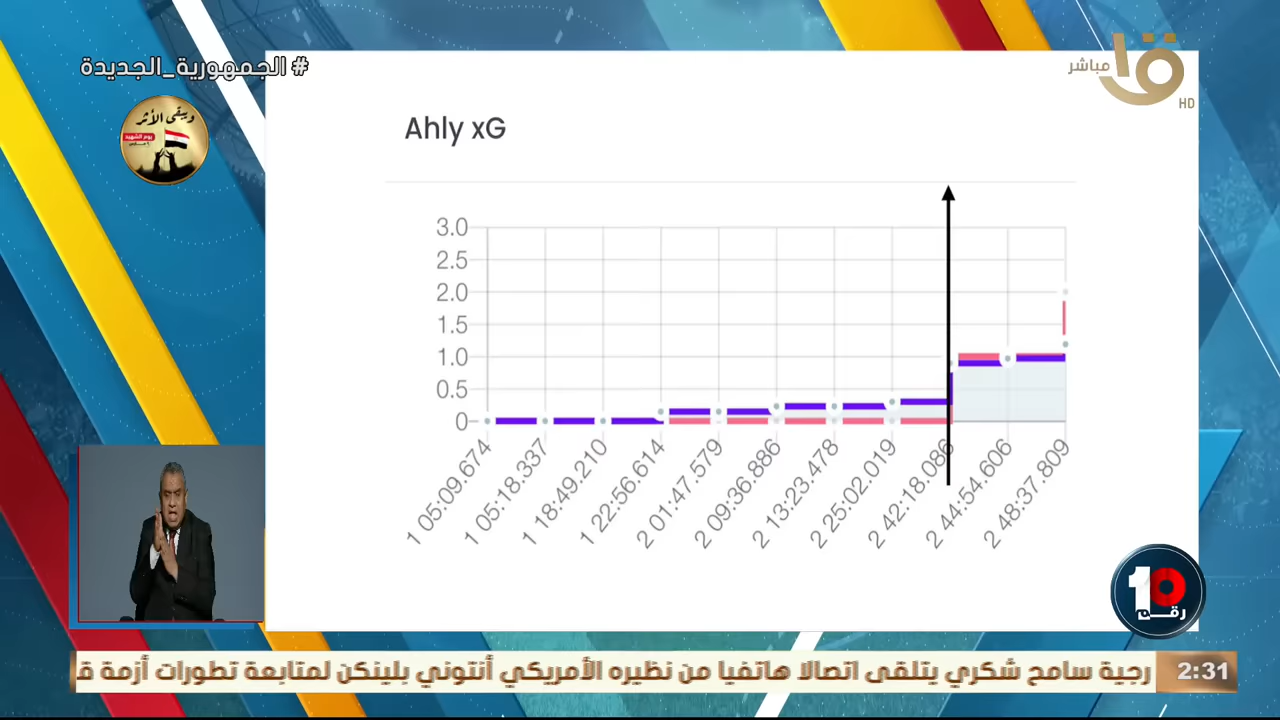 #الجمهورية_الجديدة
مباشر
HD
ويبقى الأثر
يوم الشهيد
Ahly xG
3.0
2.5
2.0
1.5
1.0
0.5
0
1 05:09.674
1 05:18.337
1 18:49.210
1 22:56.614
2 01:47.579
2 09:36.886
2 13:23.478
2 25:02.019
2 42:18.086
2 44:54.606
2 48:37.809
رقم 10
رجية سامح شكري يتلقى اتصالا هاتفيا من نظيره الأمريكي أنتوني بلينكن لمتابعة تطورات أزمة ق
2:31